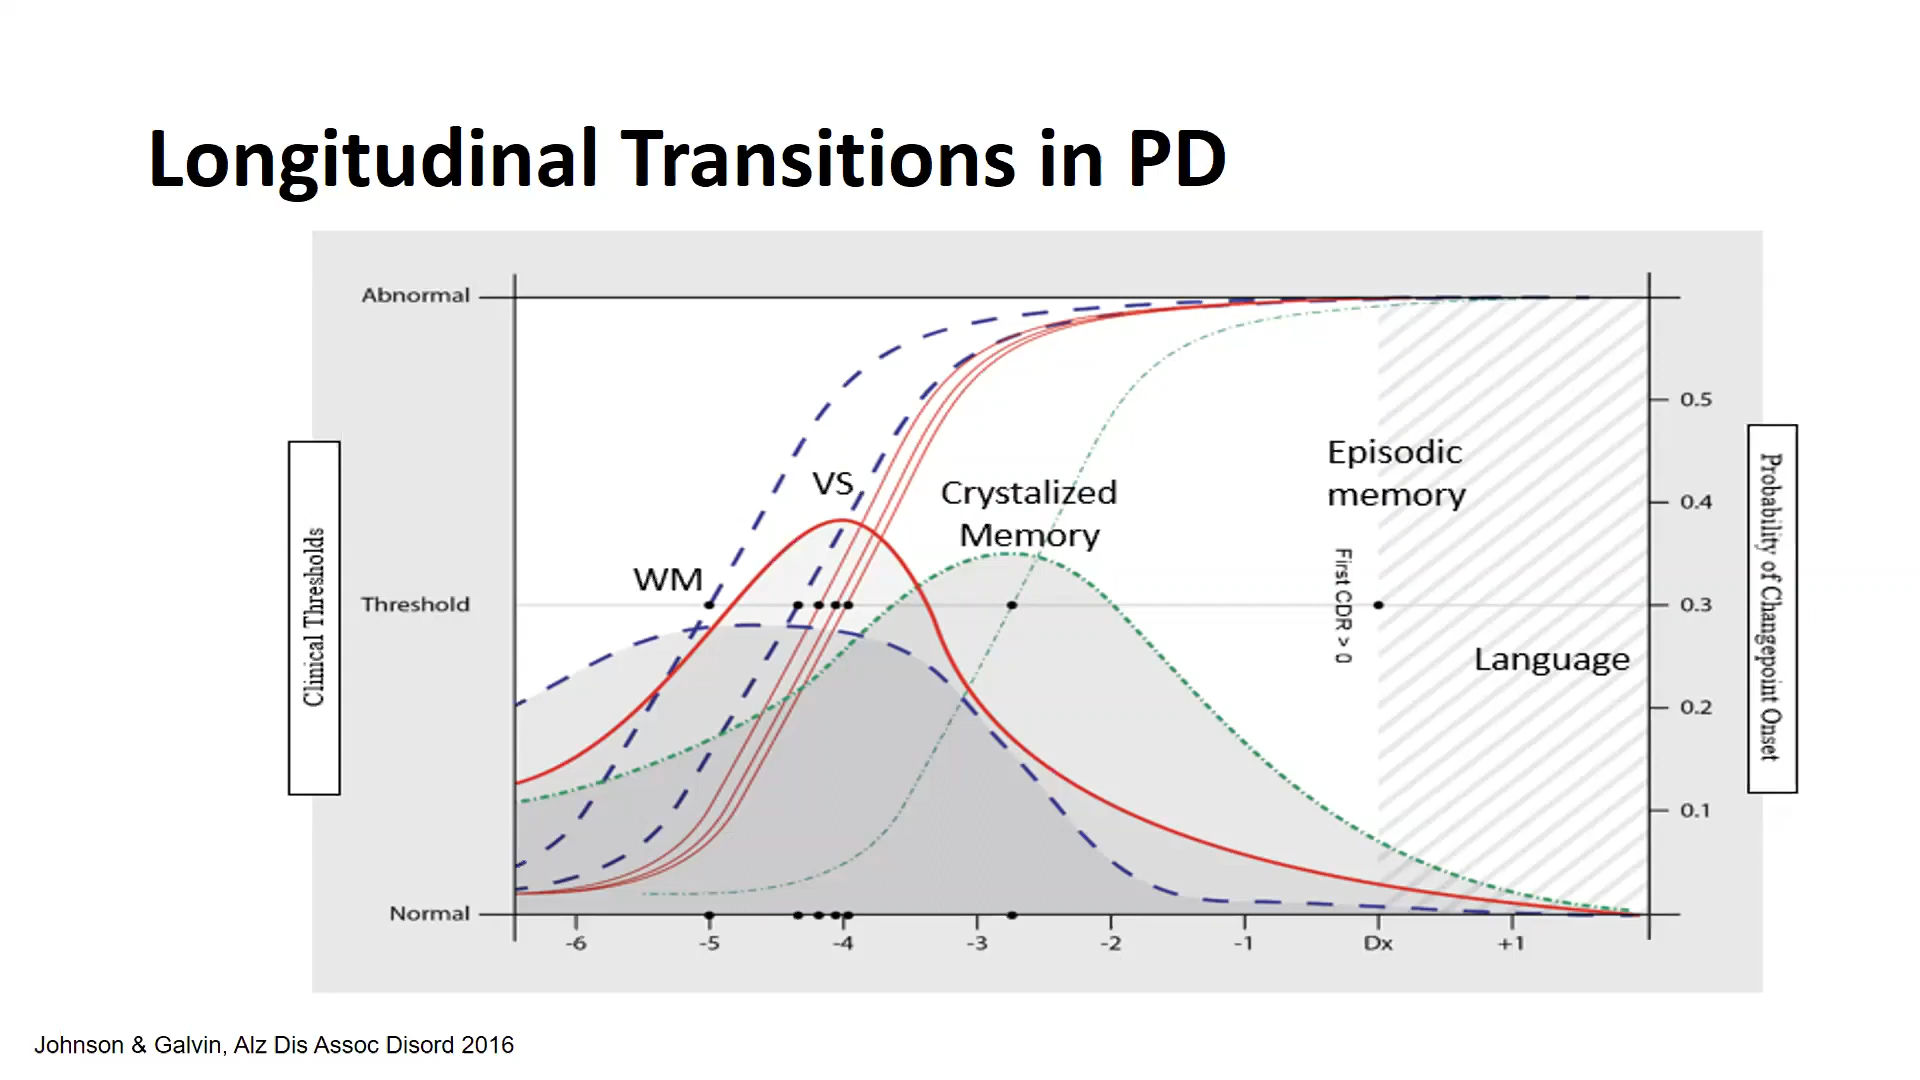 Longitudinal Transitions in PD
Abnormal
Threshold
Normal
Clinical Thresholds
WM
VS
Crystalized
Memory
Episodic
memory
First CDR > 0
Language
0.5
0.4
0.3
0.2
0.1
Probability of Changepoint Onset
-6 -5 -4 -3 -2 -1 Dx +1
Johnson & Galvin, Alz Dis Assoc Disord 2016